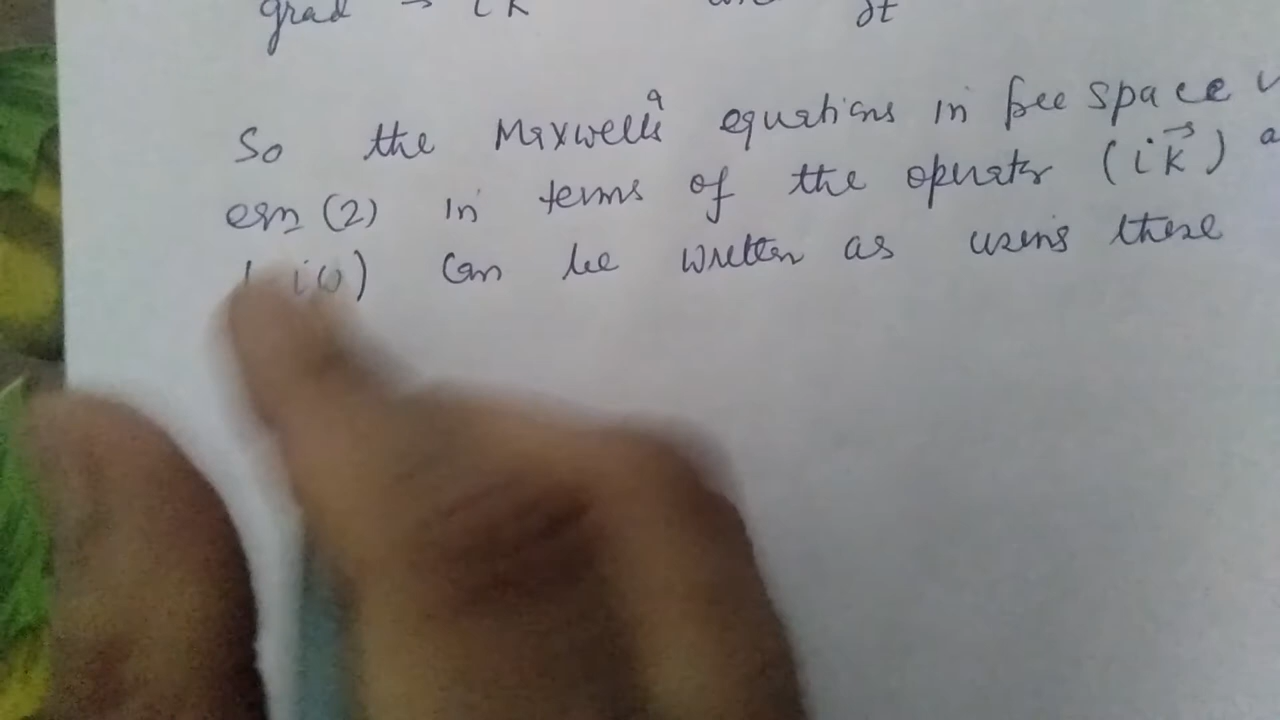 grad → ik ∂t
So the Maxwell's equations in free space
eqn (2) in terms of the operator (ik⃗)
iω) can be written as using these